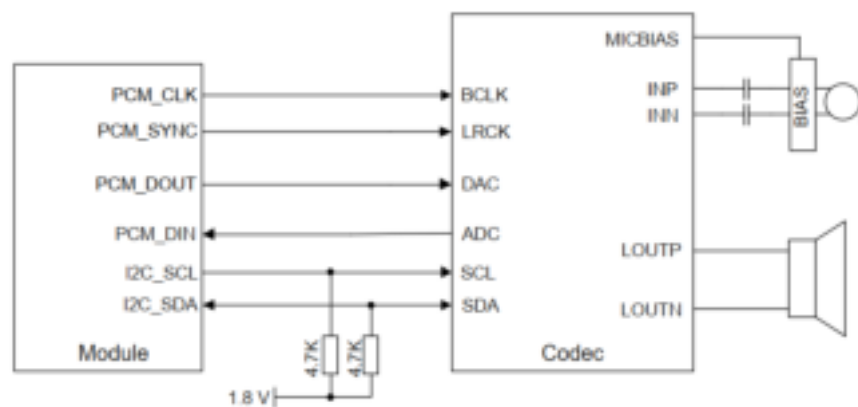 MICBIAS
PCM_CLK BCLK INP
PCM_SYNC LRCK INN
BIAS
PCM_DOUT DAC
PCM_DIN ADC
LOUTP
I2C_SCL SCL
I2C_SDA SDA LOUTN
4.7K 4.7K
Module Codec
1.8 V